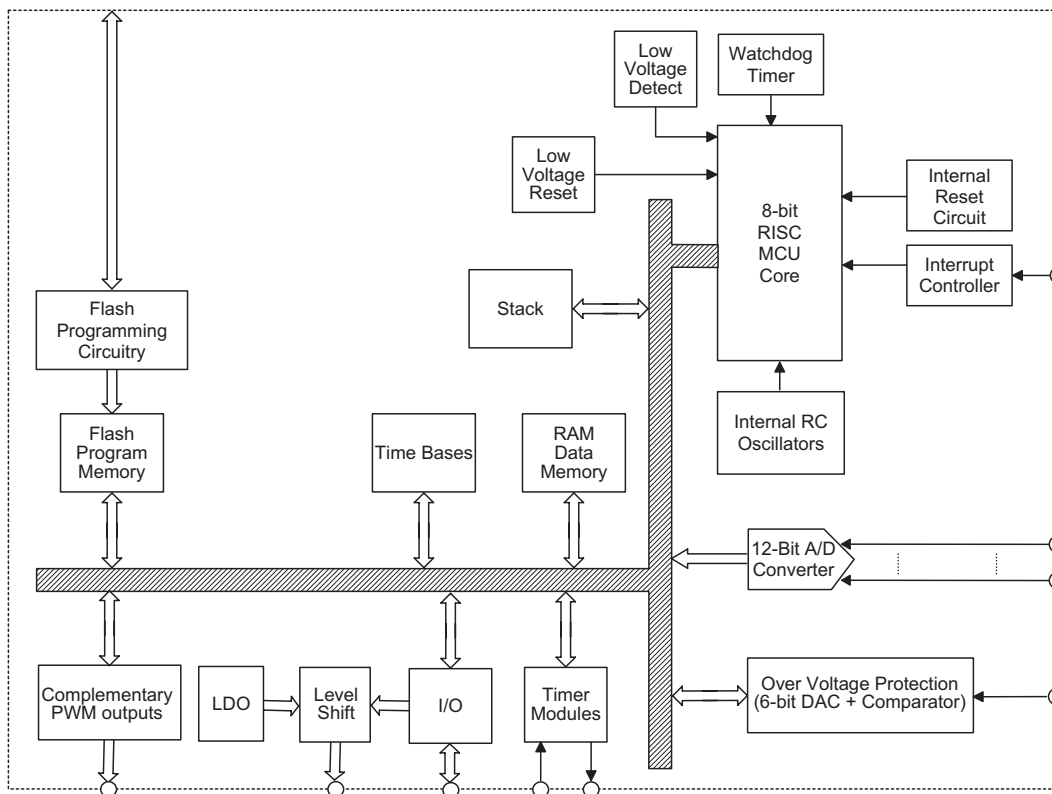 Low
Voltage
Detect
Watchdog
Timer
Low
Voltage
Reset
8-bit
RISC
MCU
Core
Internal
Reset
Circuit
Interrupt
Controller
Stack
Flash
Programming
Circuitry
Internal RC
Oscillators
Flash
Program
Memory
Time Bases
RAM
Data
Memory
12-Bit A/D
Converter
Complementary
PWM outputs
LDO
Level
Shift
I/O
Timer
Modules
Over Voltage Protection
(6-bit DAC + Comparator)